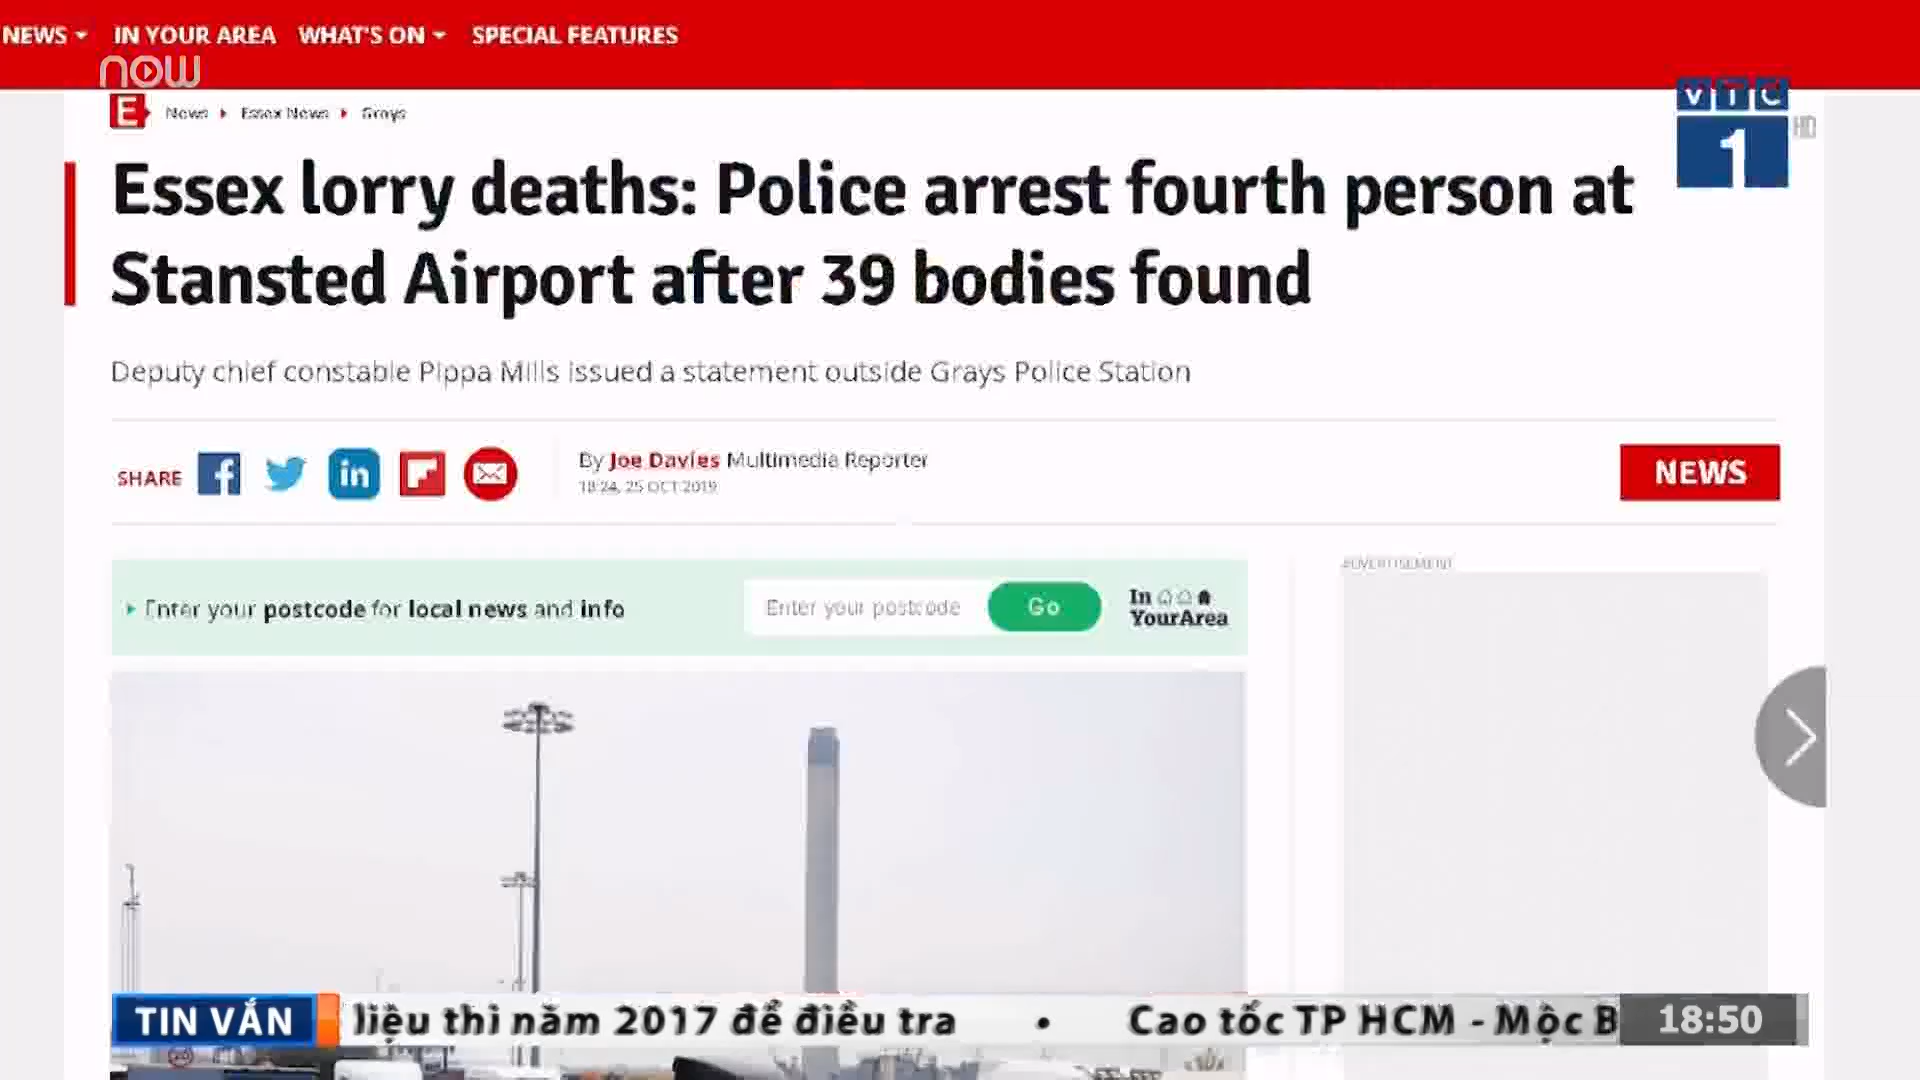 NEWS IN YOUR AREA WHAT'S ON SPECIAL FEATURES
now
E News Essex News Grays
VTC
1 HD
Essex lorry deaths: Police arrest fourth person at
Stansted Airport after 39 bodies found
Deputy chief constable Pippa Mills issued a statement outside Grays Police Station
SHARE
By Joe Davies Multimedia Reporter
18:24, 25 OCT 2019
NEWS
ADVERTISEMENT
Enter your postcode for local news and info
Enter your postcode Go
In
YourArea
TIN VẮN liệu thi năm 2017 để điều tra • Cao tốc TP HCM - Mộc B 18:50